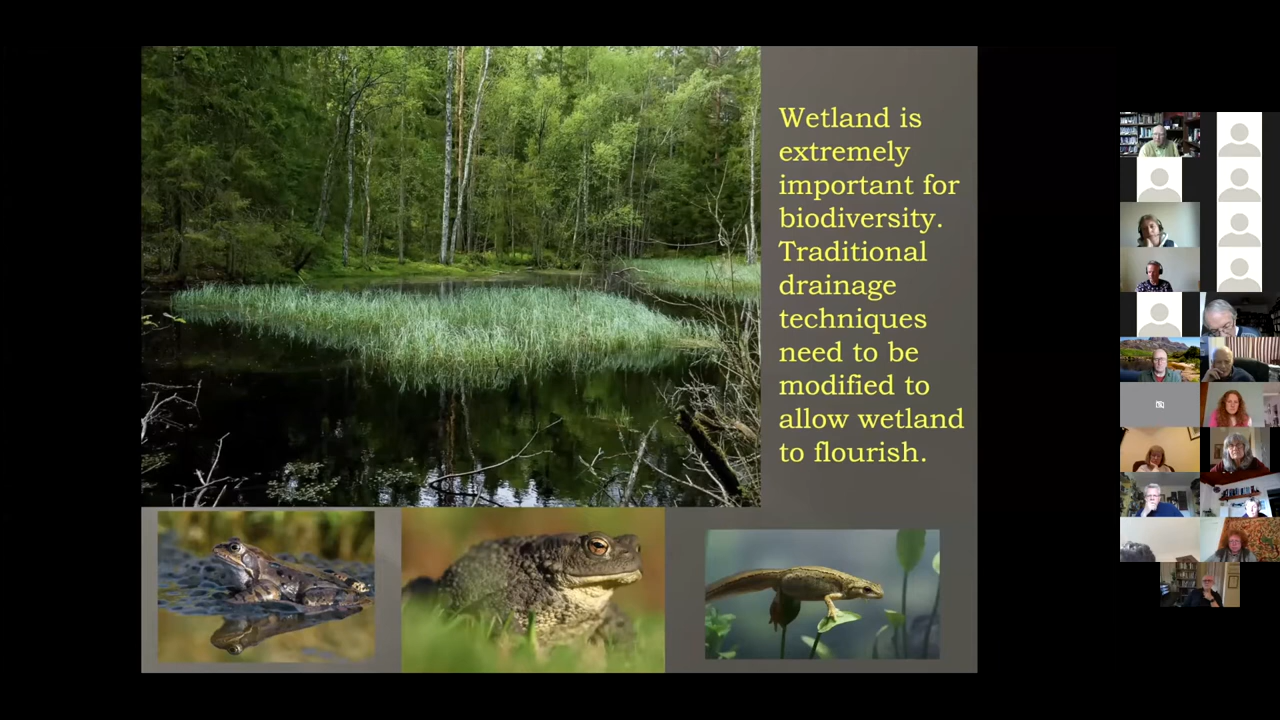 Wetland is
extremely
important for
biodiversity.
Traditional
drainage
techniques
need to be
modified to
allow wetland
to flourish.